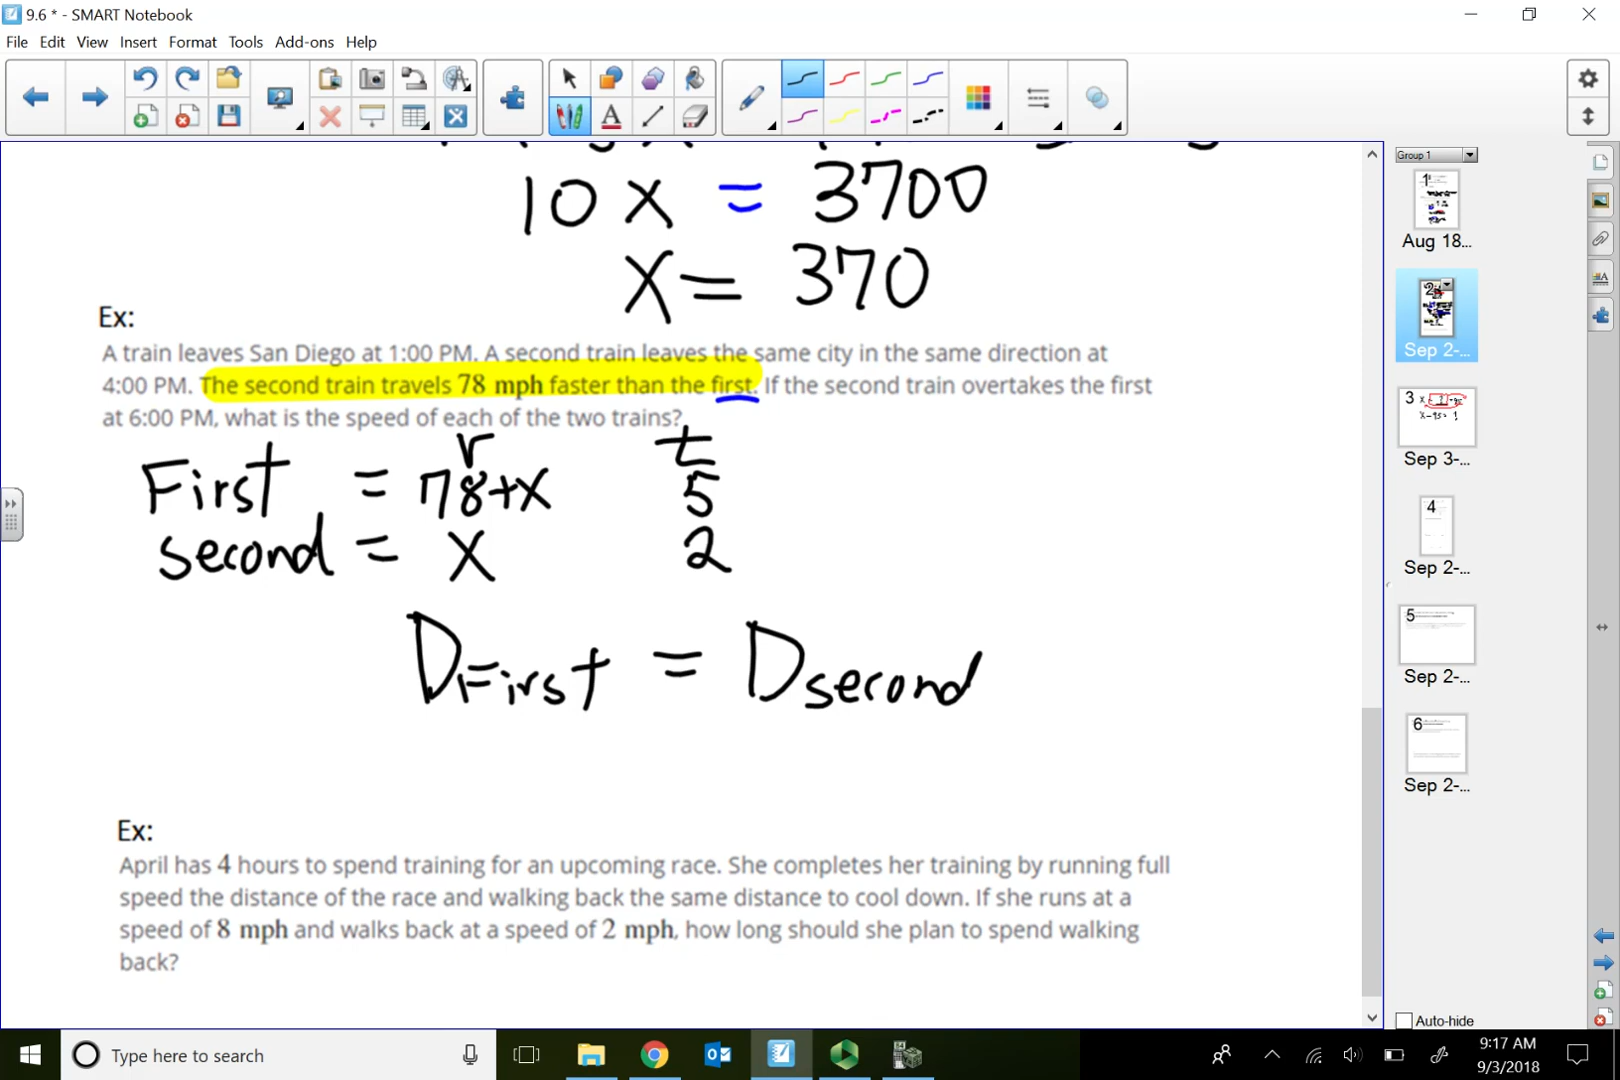 9.6 * - SMART Notebook
File Edit View Insert Format Tools Add-ons Help
10 x = 3700
x = 370
Ex:
A train leaves San Diego at 1:00 PM. A second train leaves the same city in the same direction at
4:00 PM. The second train travels 78 mph faster than the first. If the second train overtakes the first
at 6:00 PM, what is the speed of each of the two trains?
r t
First = 78+x 5
second = x 2
D First = D second
Ex:
April has 4 hours to spend training for an upcoming race. She completes her training by running full
speed the distance of the race and walking back the same distance to cool down. If she runs at a
speed of 8 mph and walks back at a speed of 2 mph, how long should she plan to spend walking
back?
Group 1
1
Aug 18...
2
Sep 2-...
3
Sep 3-...
4
Sep 2-...
5
Sep 2-...
6
Sep 2-...
Auto-hide
Type here to search
9:17 AM
9/3/2018